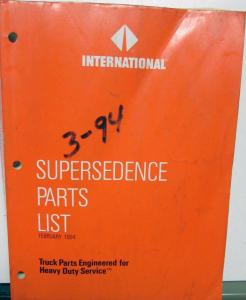 INTERNATIONAL
3-94
SUPERSEDENCE
PARTS
LIST
FEBRUARY 1994
Truck Parts Engineered for
Heavy Duty Service